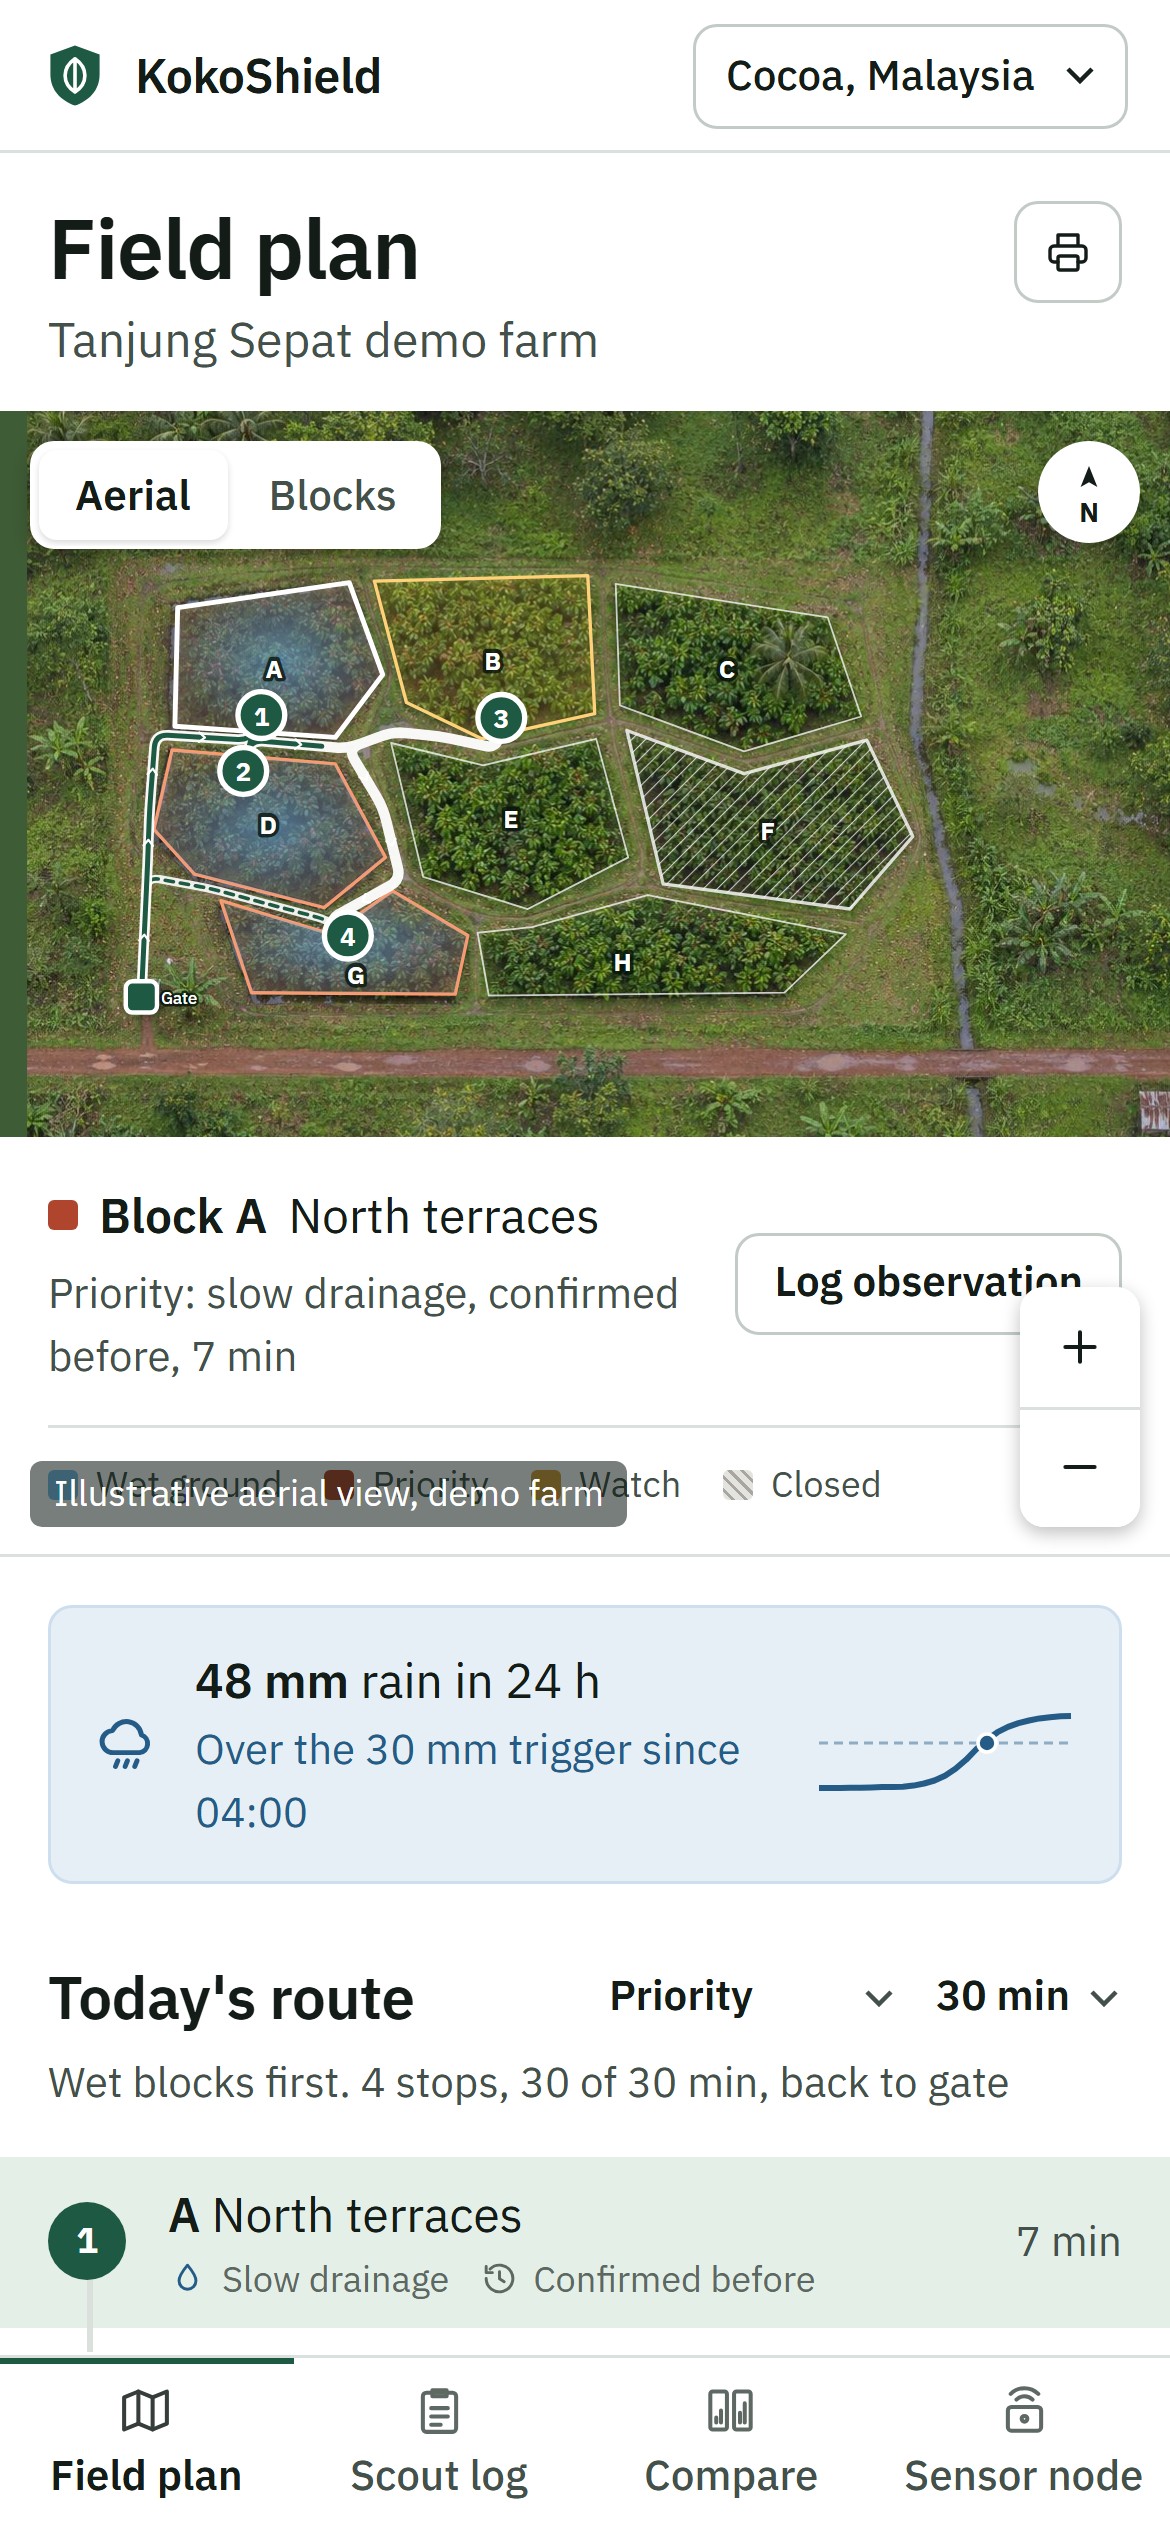 KokoShield
Cocoa, Malaysia
Field plan
Tanjung Sepat demo farm
Aerial
Blocks
N
A
B
C
1
3
2
D
E
F
4
G
H
Gate
Block A North terraces
Priority: slow drainage, confirmed
before, 7 min
Log observation
+
−
Wet ground
Priority
Watch
Closed
Illustrative aerial view, demo farm
48 mm rain in 24 h
Over the 30 mm trigger since
04:00
Today's route
Priority
30 min
Wet blocks first. 4 stops, 30 of 30 min, back to gate
1
A North terraces
7 min
Slow drainage
Confirmed before
Field plan
Scout log
Compare
Sensor node